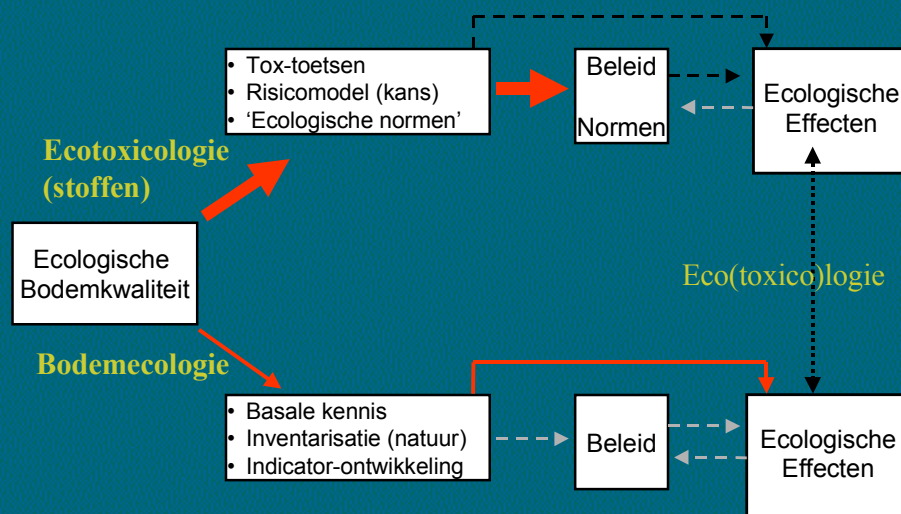 • Tox-toetsen
• Risicomodel (kans)
• ‘Ecologische normen’
Beleid
Normen
Ecologische
Effecten
Ecotoxicologie
(stoffen)
Ecologische
Bodemkwaliteit
Eco(toxico)logie
Bodemecologie
• Basale kennis
• Inventarisatie (natuur)
• Indicator-ontwikkeling
Beleid
Ecologische
Effecten